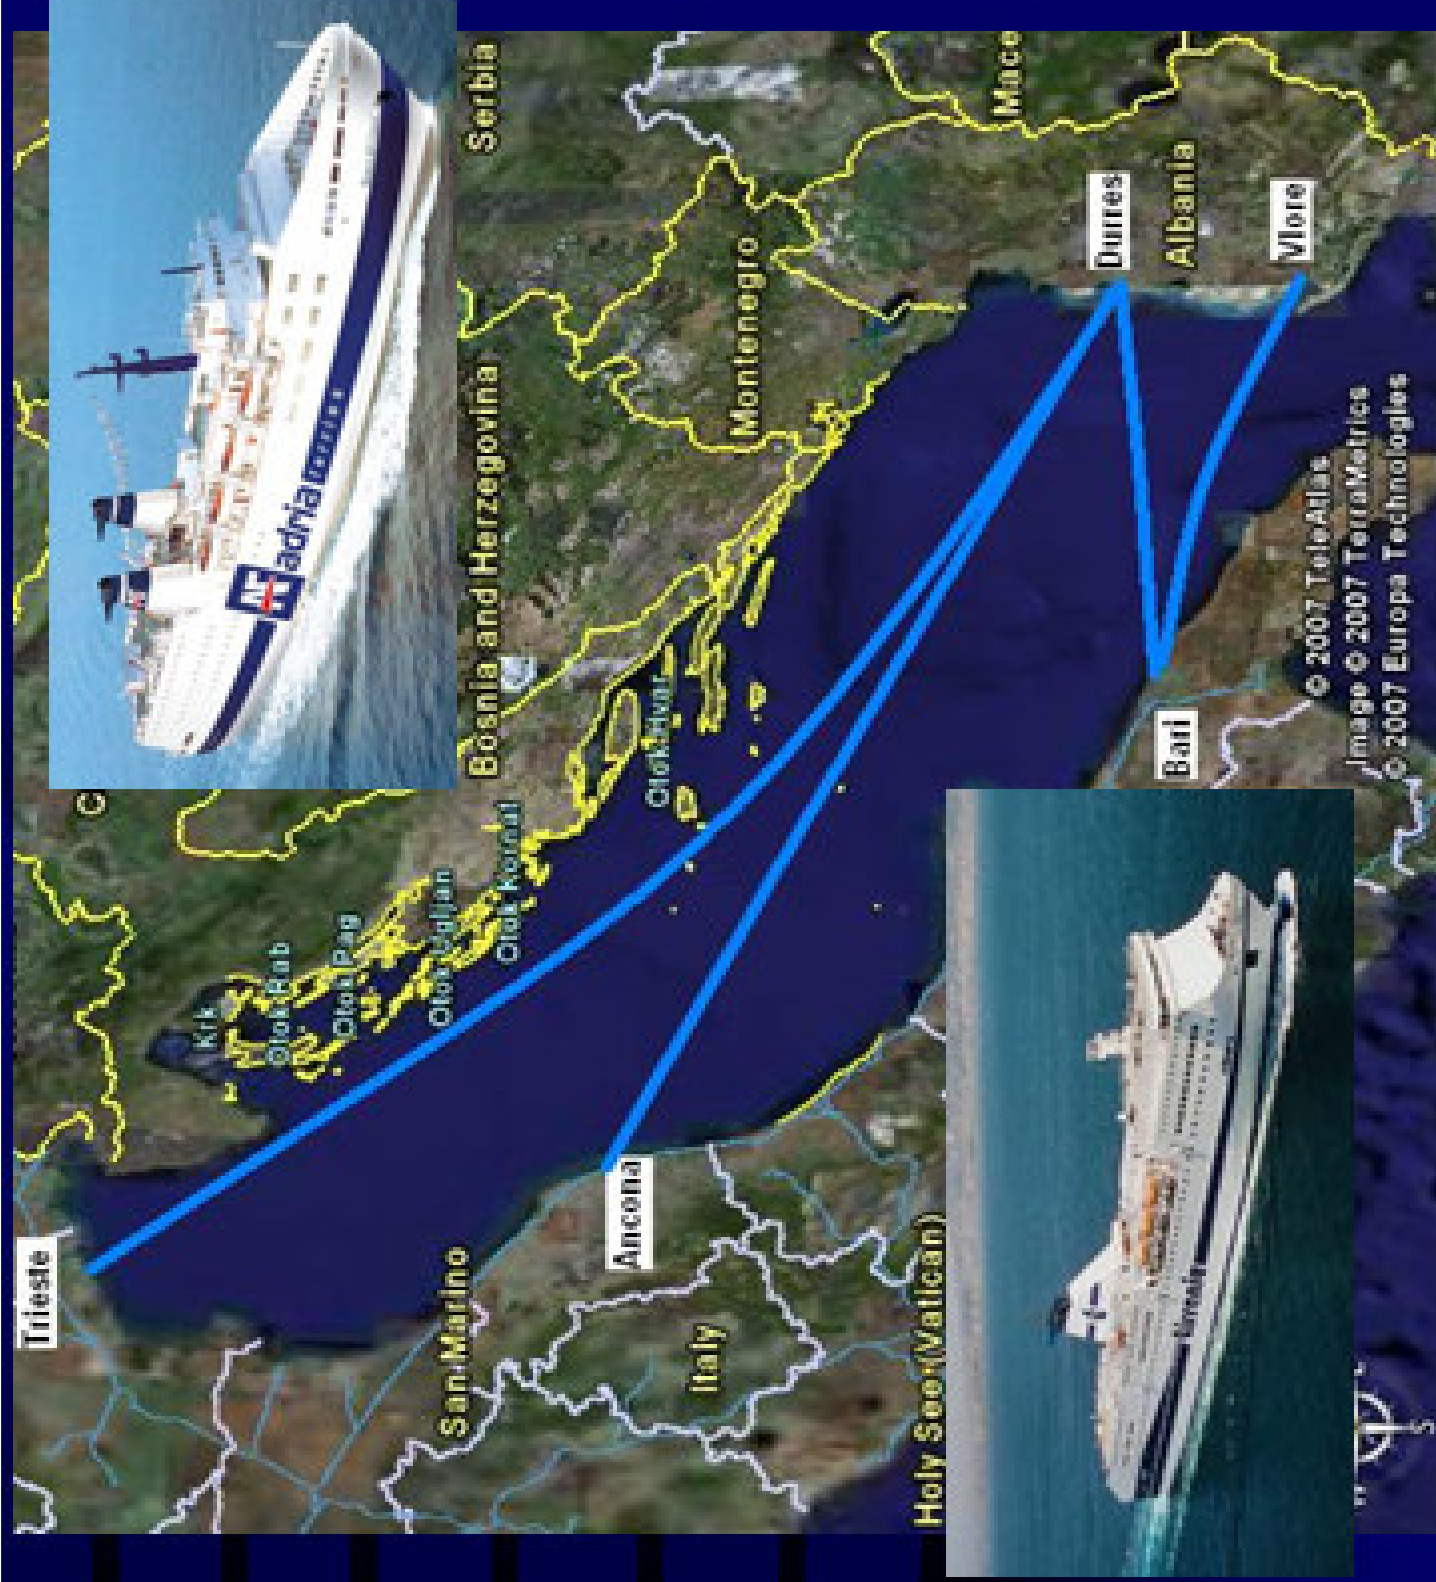 Trieste
Krk
Otok Rab
Otok Pag
Otok Ugljan
Otok Kornat
Otok Hvar
Bosnia and Herzegovina
Serbia
Montenegro
Mace
Durres
Albania
Vlore
San Marino
Ancona
Italy
Holy See (Vatican)
Bari
© 2007 TeleAtlas
Image © 2007 TerraMetrics
© 2007 Europa Technologies
S
AF
adria